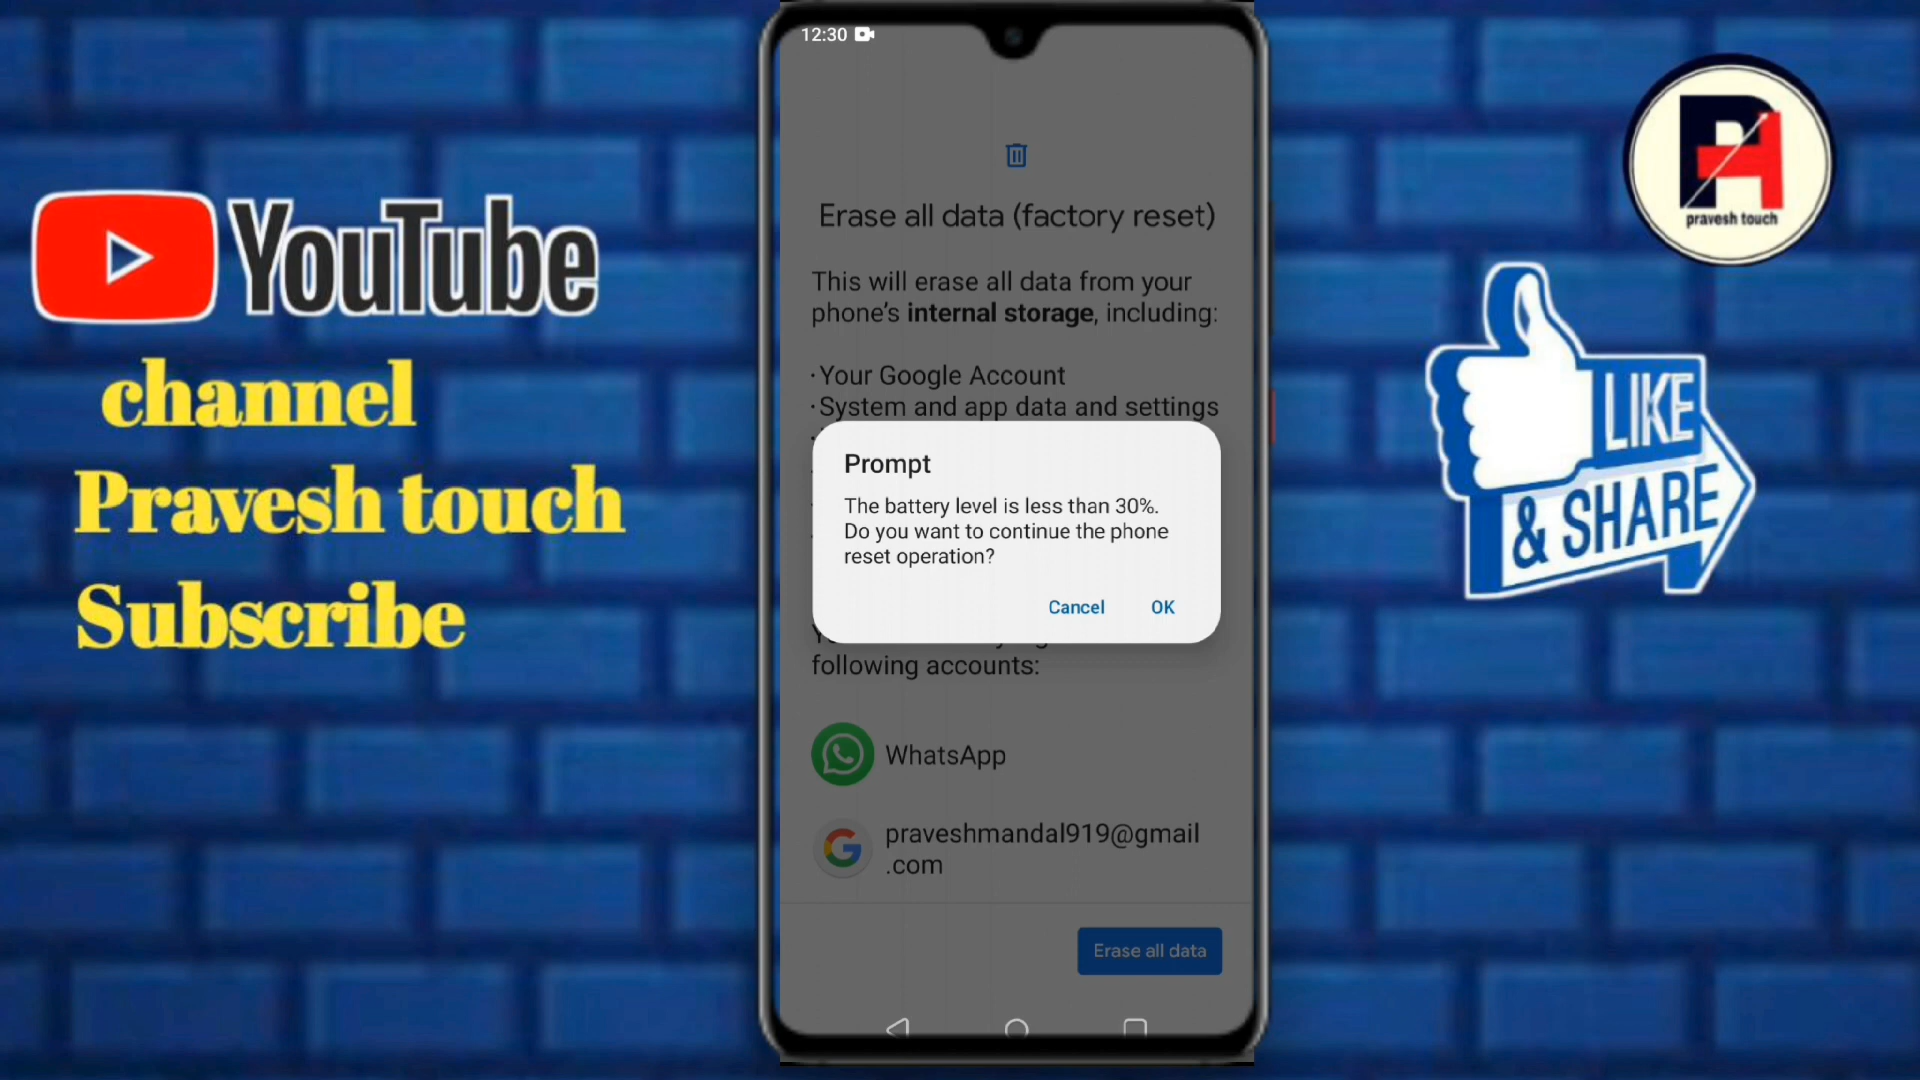 YouTube
channel
Pravesh touch
Subscribe
12:30
Erase all data (factory reset)
This will erase all data from your
phone’s internal storage, including:
·Your Google Account
·System and app data and settings
Prompt
The battery level is less than 30%.
Do you want to continue the phone
reset operation?
Cancel
OK
following accounts:
WhatsApp
praveshmandal919@gmail
.com
Erase all data
pravesh touch
LIKE
& SHARE